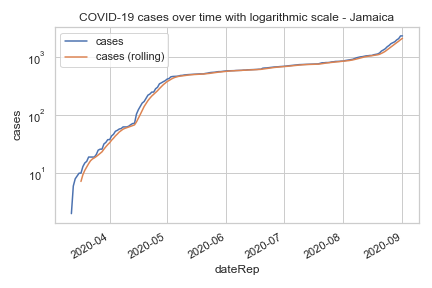 COVID-19 cases over time with logarithmic scale - Jamaica
cases
cases (rolling)
10³
10²
10¹
cases
2020-04
2020-05
2020-06
2020-07
2020-08
2020-09
dateRep